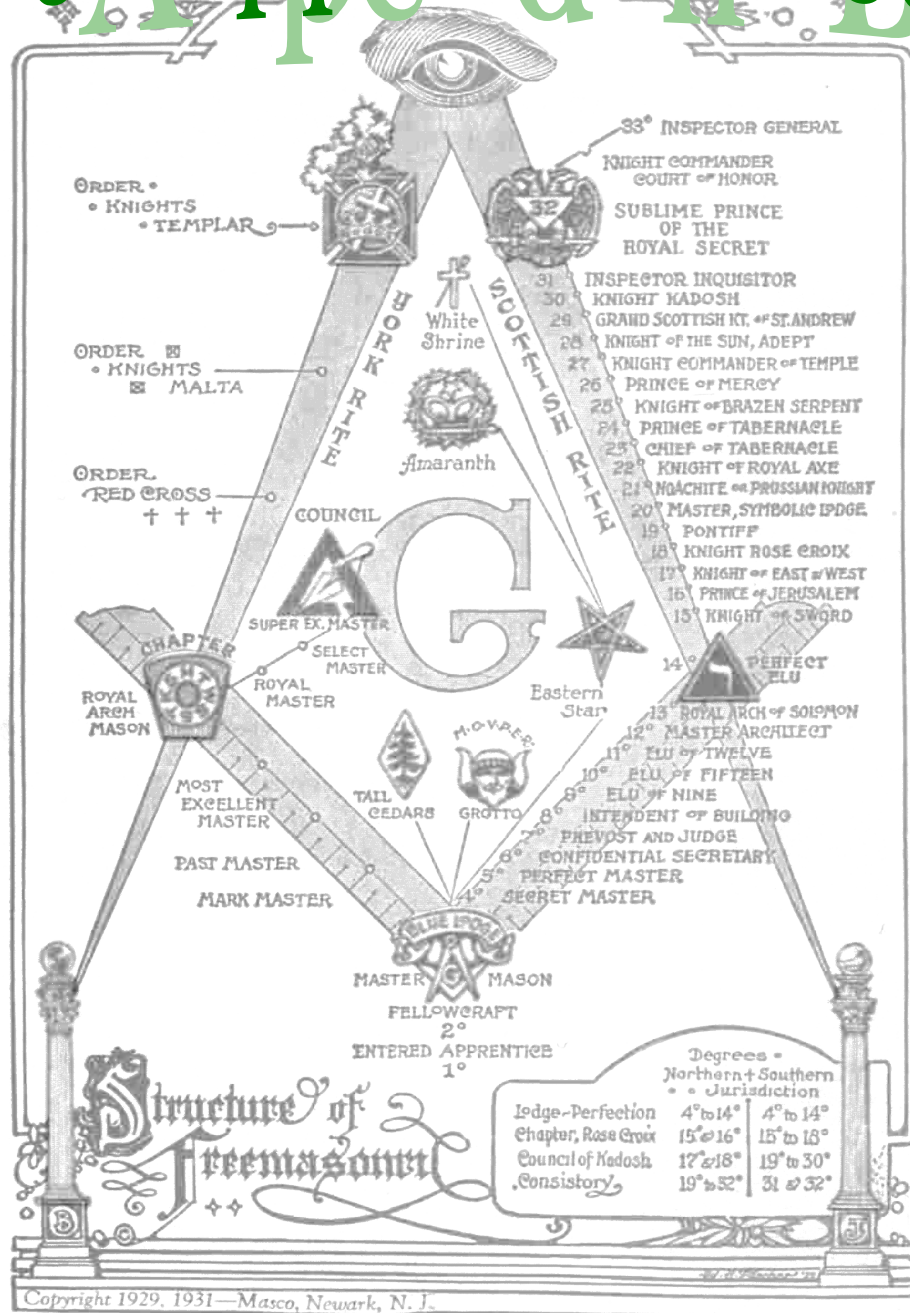 33° INSPECTOR GENERAL
KNIGHT COMMANDER
COURT OF HONOR
32
SUBLIME PRINCE
OF THE
ROYAL SECRET
ORDER
KNIGHTS
TEMPLAR
YORK RITE
SCOTTISH RITE
White
Shrine
31° INSPECTOR INQUISITOR
30° KNIGHT KADOSH
29° GRAND SCOTTISH KT. OF ST. ANDREW
28° KNIGHT OF THE SUN, ADEPT
27° KNIGHT COMMANDER OF TEMPLE
26° PRINCE OF MERCY
25° KNIGHT OF BRAZEN SERPENT
24° PRINCE OF TABERNACLE
23° CHIEF OF TABERNACLE
22° KNIGHT OF ROYAL AXE
21° NOACHITE OR PRUSSIAN KNIGHT
20° MASTER, SYMBOLIC LODGE
19° PONTIFF
18° KNIGHT ROSE CROIX
17° KNIGHT OF EAST & WEST
16° PRINCE OF JERUSALEM
15° KNIGHT OF SWORD
ORDER
KNIGHTS
MALTA
Amaranth
ORDER
RED CROSS
COUNCIL
G
SUPER EX. MASTER
SELECT
MASTER
ROYAL
MASTER
CHAPTER
ROYAL
ARCH
MASON
Eastern
Star
14° PERFECT
ELU
13° ROYAL ARCH OF SOLOMON
12° MASTER ARCHITECT
11° ELU OF TWELVE
10° ELU OF FIFTEEN
9° ELU OF NINE
8° INTENDENT OF BUILDING
7° PREVOST AND JUDGE
6° CONFIDENTIAL SECRETARY
5° PERFECT MASTER
4° SECRET MASTER
M.O.V.P.E.R.
TALL
CEDARS
GROTTO
MOST
EXCELLENT
MASTER
PAST MASTER
MARK MASTER
BLUE LODGE
G
MASTER MASON
FELLOWCRAFT
2°
ENTERED APPRENTICE
1°
Structure of
Freemasonry
Degrees
Northern + Southern
Jurisdiction
Lodge-Perfection 4° to 14° 4° to 14°
Chapter, Rose Croix 15° & 16° 15° to 18°
Council of Kadosh 17° & 18° 19° to 30°
Consistory 19° to 32° 31 & 32°
B
J
Copyright 1929, 1931—Masco, Newark, N. J.